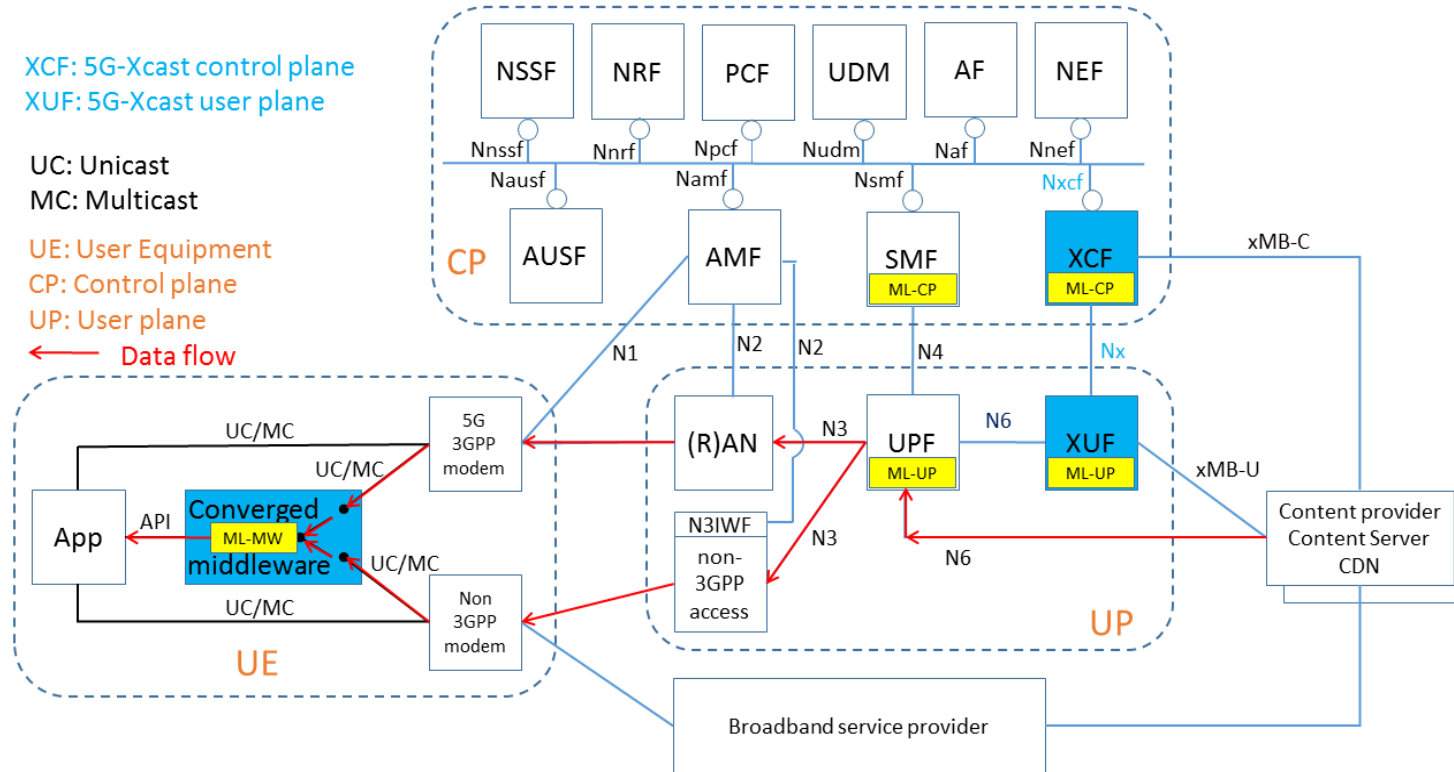 XCF: 5G-Xcast control plane
XUF: 5G-Xcast user plane
UC: Unicast
MC: Multicast
UE: User Equipment
CP: Control plane
UP: User plane
Data flow
NSSF
NRF
PCF
UDM
AF
NEF
Nnssf
Nnrf
Npcf
Nudm
Naf
Nnef
Nausf
Namf
Nsmf
Nxcf
CP
AUSF
AMF
SMF
ML-CP
XCF
ML-CP
xMB-C
N1
N2
N2
N4
Nx
UC/MC
5G
3GPP
modem
UC/MC
(R)AN
N3
UPF
ML-UP
N6
XUF
ML-UP
xMB-U
App
API
Converged
ML-MW
middleware
UC/MC
UC/MC
Non
3GPP
modem
N3IWF
non-
3GPP
access
N3
N6
Content provider
Content Server
CDN
UE
UP
Broadband service provider